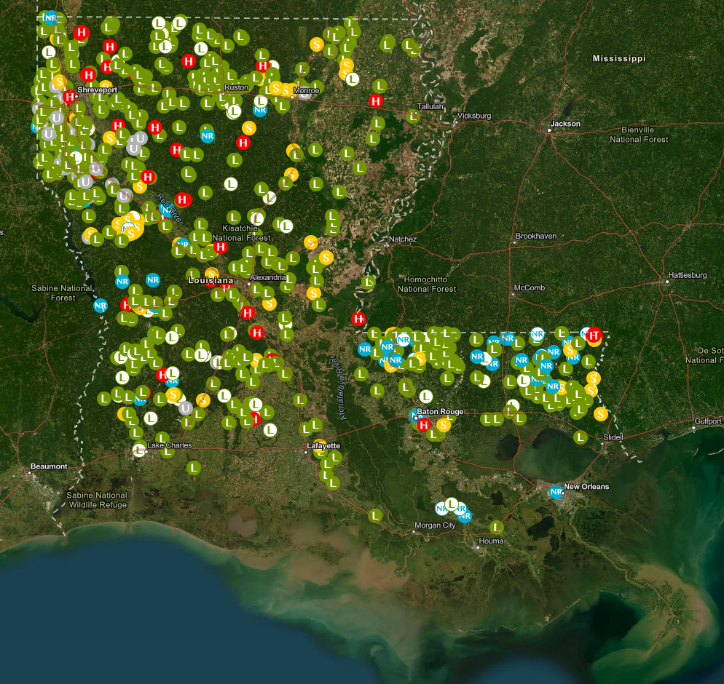 Mississippi
NR
H
L
S
U
Shreveport
Ruston
Monroe
Tallulah
Vicksburg
Jackson
Bienville
National Forest
Natchez
Brookhaven
Kisatchie
National Forest
Hattiesburg
Homochitto
National Forest
Louisiana
Alexandria
Sabine National
Forest
McComb
De Sot
National F
Baton Rouge
Slidell
Gulfport
Lafayette
Lake Charles
Beaumont
New Orleans
Sabine National
Wildlife Refuge
Morgan City
Houma